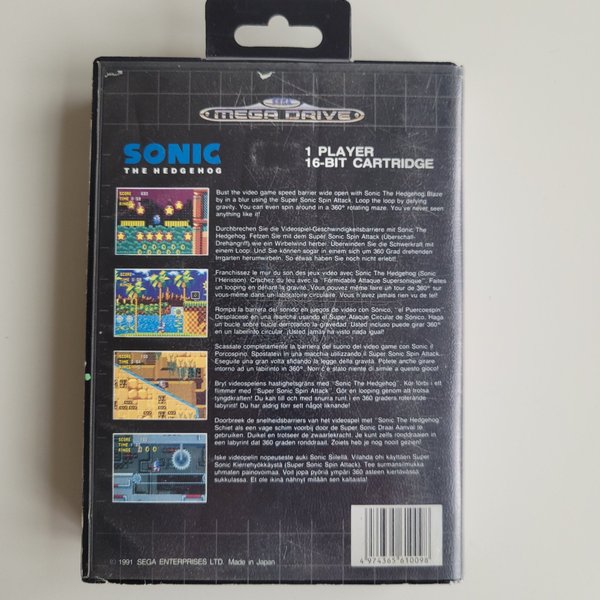 SEGA
MEGA DRIVE
SONIC
THE HEDGEHOG
1 PLAYER
16-BIT CARTRIDGE
Bust the video game speed barrier wide open with Sonic The Hedgehog. Blaze
by in a blur using the Super Sonic Spin Attack. Loop the loop by defying
gravity. You can even spin around in a 360° rotating maze. You've never seen
anything like it!
Durchbrechen Sie die Videospiel-Geschwindigkeitsbarriere mit Sonic The
Hedgehog. Felzen Sie mit dem Super Sonic Spin Attack (Überschall-
Drehangriff) wie ein Wirbelwind herbei. Überwinden Sie die Schwerkraft mit
einem Loop. Und Sie können sogar in einem sich um 360 Grad drehenden
Irrgarten herumwirbeln. So etwas haben Sie noch nicht erlebt!
Franchissez le mur du son des jeux vidéo avec Sonic The Hedgehog (Sonic
l'Hérisson). Crachez du feu avec la "Formidable Attaque Supersonique". Faites
un looping en défiant la gravité. Vous pouvez même faire un tour de 360° sur
vous-même dans un laboratoire circulaire. Vous n'avez jamais rien vu de tel!
Rompa la barrera del sonido en juegos de video con Sónico, "el Puercospin".
Desplácese en una marcha usando el Super Ataque Circular de Sónico. Haga
un bucle sobre bucle derrotando la gravedad. Usted incluso puede girar 360°
en un laberinto circular. ¡Usted jamás ha visto nada igual!
Scassate completamente la barriera del suono del video game con Sonic il
Porcospino. Spostatevi in una macchia utilizzando il Super Sonic Spin Attack.
Eseguite una gran volta sfidando la legge della gravità. Potete anche girare
intorno ad un labirinto in 360°. Non c'è stato niente di simile a questo gioco!
Bryt videospelens hastighetsgräns med "Sonic The Hedgehog". Kör förbi i ett
flimmer med "Super Sonic Spin Attack". Gör en looping genom att trotsa
tyngdkraften! Du kan till och med snurra runt i en 360 graders roterande
labyrint! Du har aldrig förr sett något liknande!
Doorbreek de snelheidsbarriers van het videospel met "Sonic The Hedgehog"
Schiet als een vage schim voorbij door de Super Sonic Draai Aanval te
gebruiken. Duikel en trotseer de zwaartekracht. Je kunt zelfs ronddraaien in
een labyrint dat 360 graden ronddraait. Zoiets heb je nog nooit gezien!
Iske videopelin nopeuseste auki Sonic Siilellä. Vilahda ohi käyttäen Super
Sonic Kierrehyökkäystä (Super Sonic Spin Attack). Tee surmansilmukka
uhmaten painovoimaa. Voit jopa pyöriä ympäri 360 asteen kiertävässä
sukkulassa. Et ole ikinä nähnyt mitään sen kaltaista!
© 1991 SEGA ENTERPRISES LTD. Made in Japan
4 974365 610098